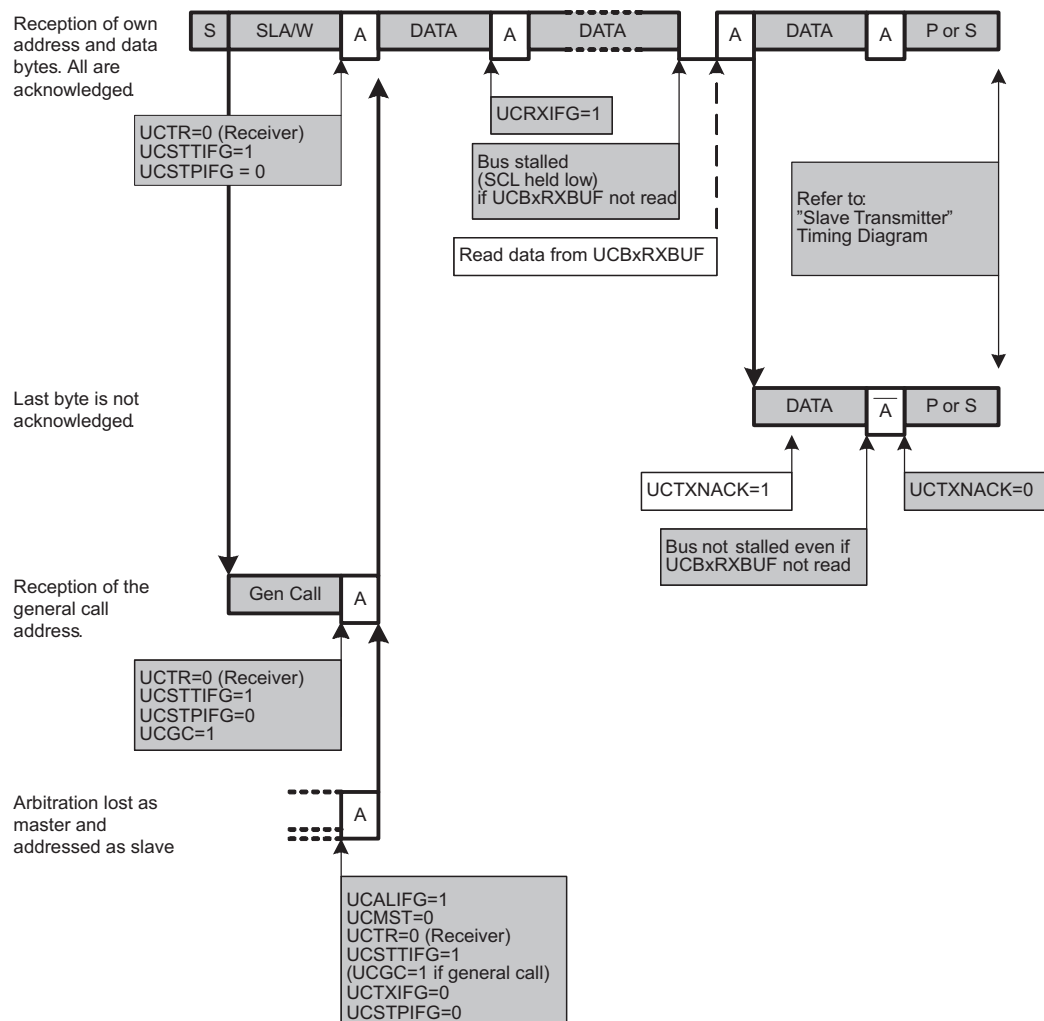 Reception of own
address and data
bytes. All are
acknowledged.
S SLA/W A DATA A DATA A DATA A P or S
UCTR=0 (Receiver)
UCSTTIFG=1
UCSTPIFG = 0
UCRXIFG=1
Bus stalled
(SCL held low)
if UCBxRXBUF not read
Read data from UCBxRXBUF
Refer to:
”Slave Transmitter”
Timing Diagram
Last byte is not
acknowledged.
DATA A P or S
UCTXNACK=1
UCTXNACK=0
Bus not stalled even if
UCBxRXBUF not read
Reception of the
general call
address.
Gen Call A
UCTR=0 (Receiver)
UCSTTIFG=1
UCSTPIFG=0
UCGC=1
Arbitration lost as
master and
addressed as slave
A
UCALIFG=1
UCMST=0
UCTR=0 (Receiver)
UCSTTIFG=1
(UCGC=1 if general call)
UCTXIFG=0
UCSTPIFG=0